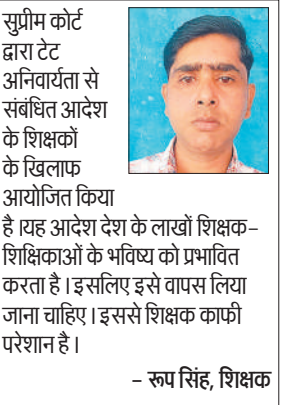 सुप्रीम कोर्ट
द्वारा टेट
अनिवार्यता से
संबंधित आदेश
के शिक्षकों
के खिलाफ
आयोजित किया
है ।यह आदेश देश के लाखों शिक्षक–
शिक्षिकाओं के भविष्य को प्रभावित
करता है । इसलिए इसे वापस लिया
जाना चाहिए । इससे शिक्षक काफी
परेशान है ।
– रूप सिंह, शिक्षक